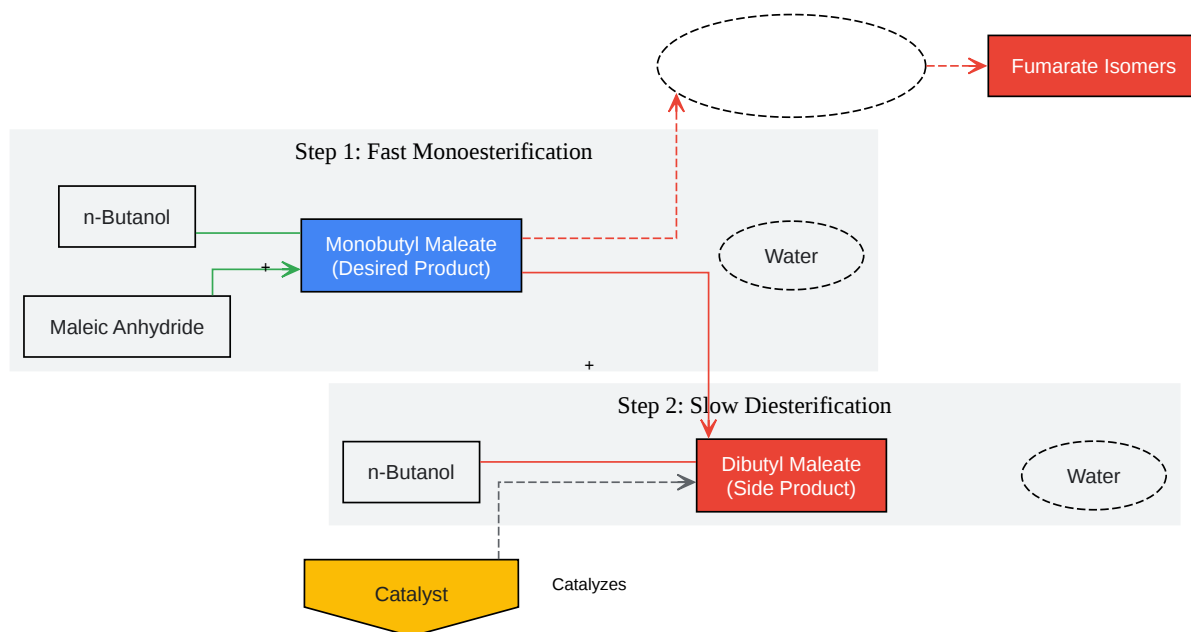 Fumarate Isomers
Step 1: Fast Monoesterification
n-Butanol
Monobutyl Maleate
(Desired Product)
Water
+
Maleic Anhydride
+
Step 2: Slow Diesterification
n-Butanol
Dibutyl Maleate
(Side Product)
Water
Catalyst
Catalyzes